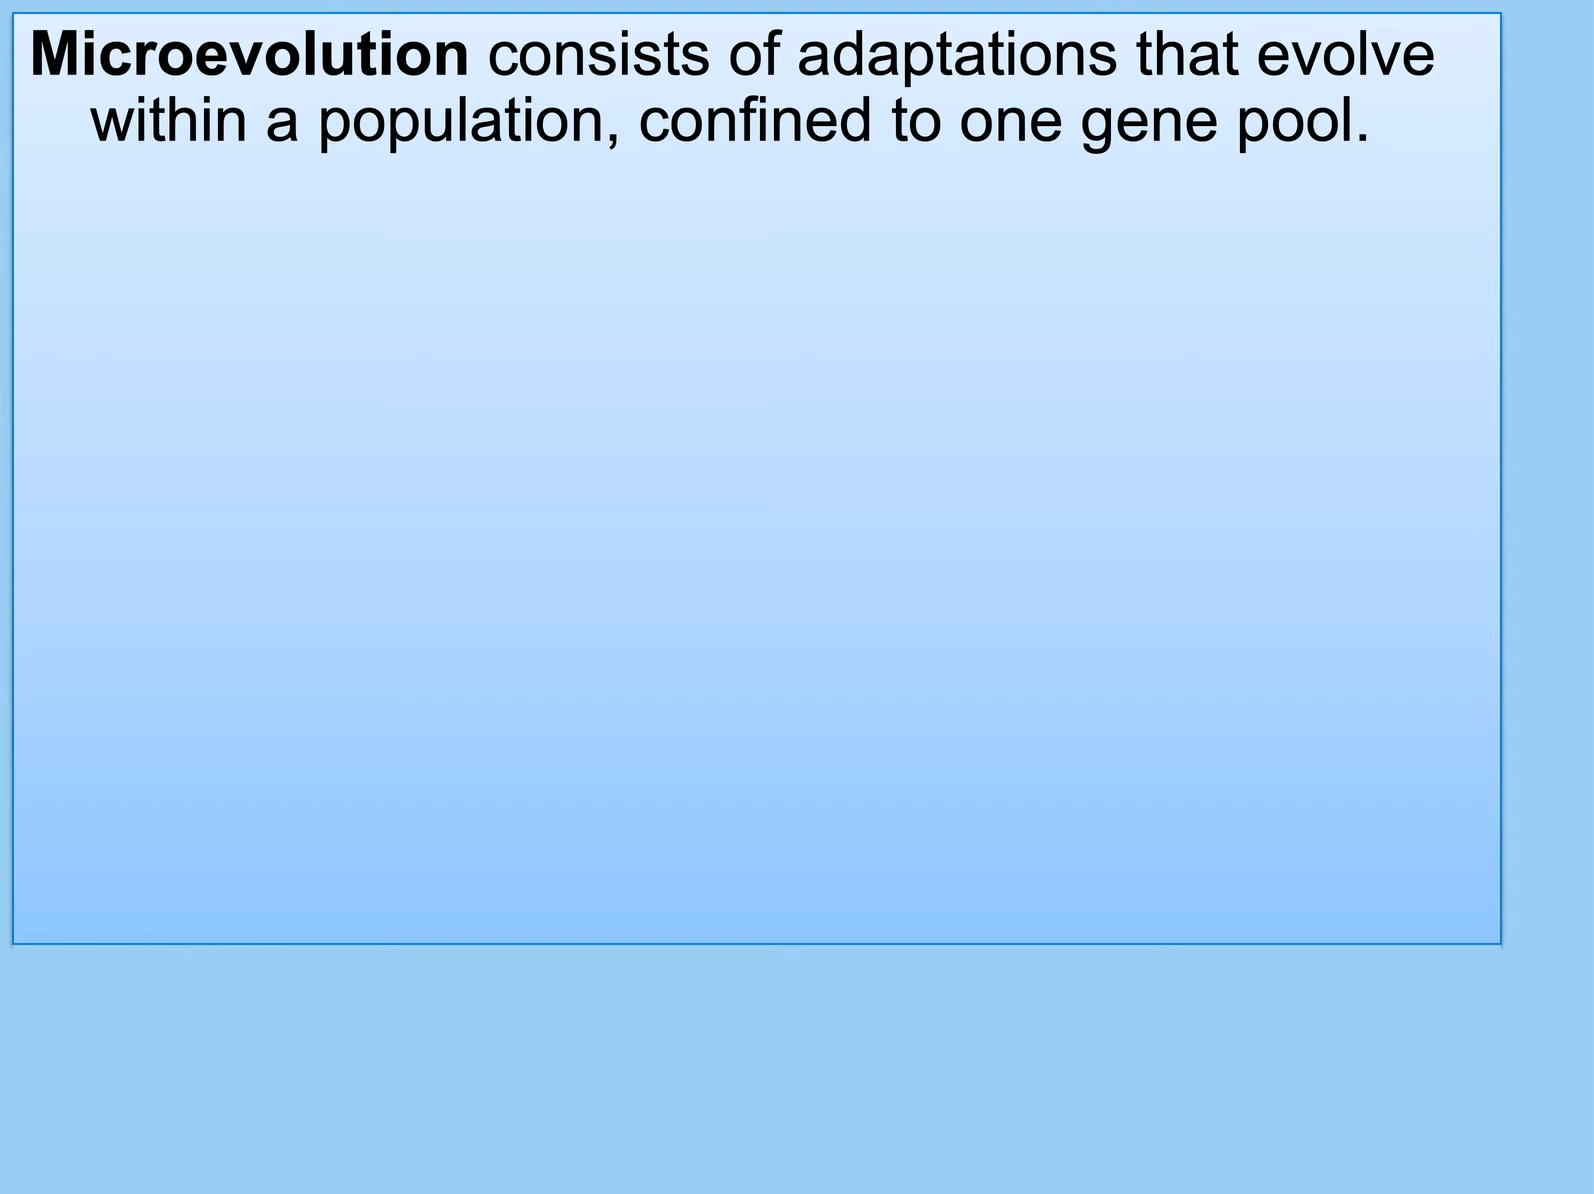 Microevolution consists of adaptations that evolve
within a population, confined to one gene pool.